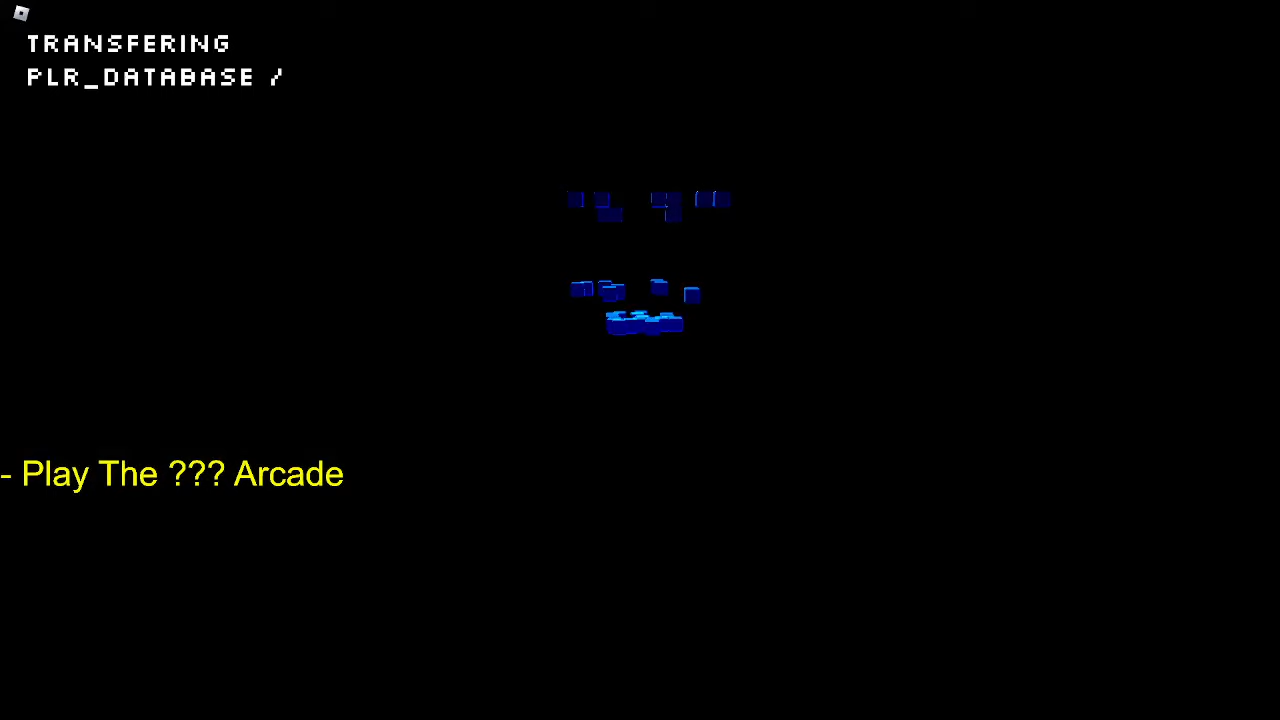 TRANSFERING
PLR_DATABASE /
- Play The ??? Arcade